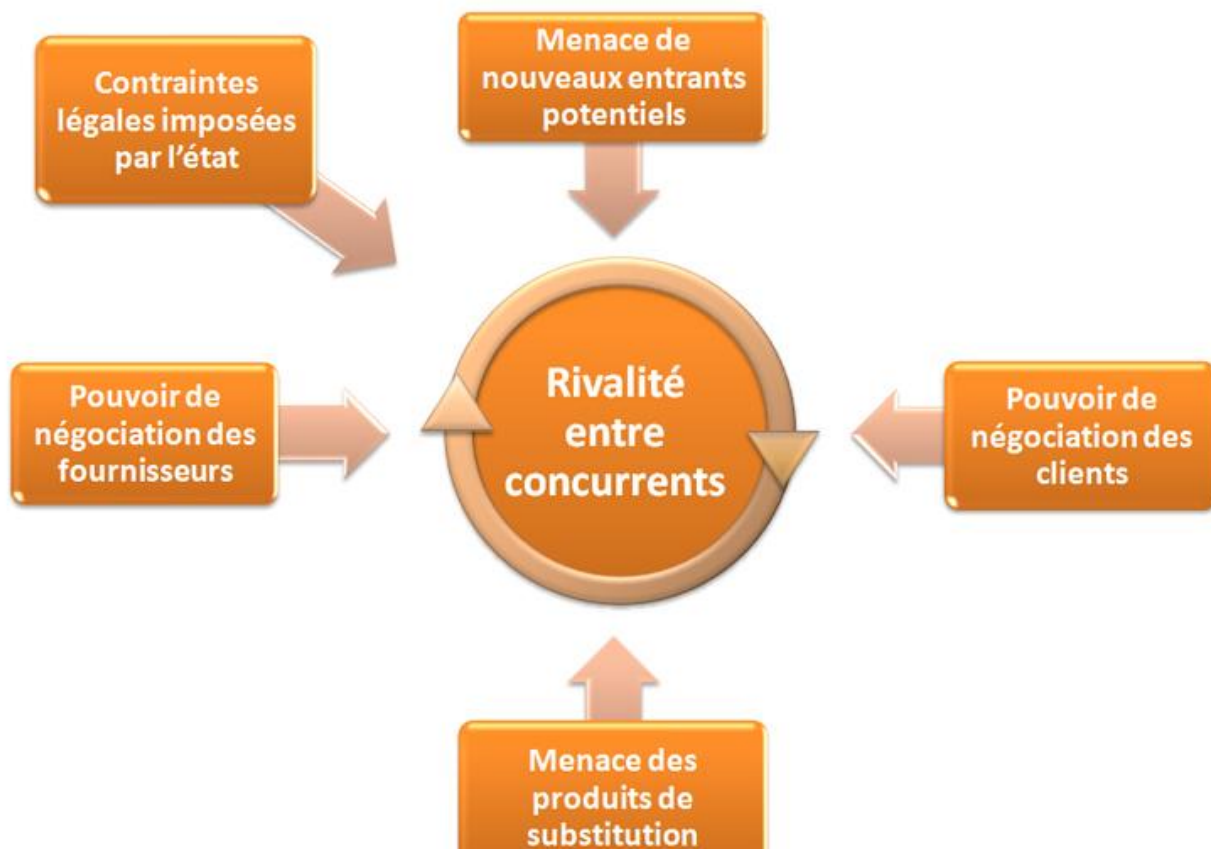 Contraintes
légales imposées
par l'état
Menace de
nouveaux entrants
potentiels
Pouvoir de
négociation des
fournisseurs
Rivalité
entre
concurrents
Pouvoir de
négociation des
clients
Menace des
produits de
substitution